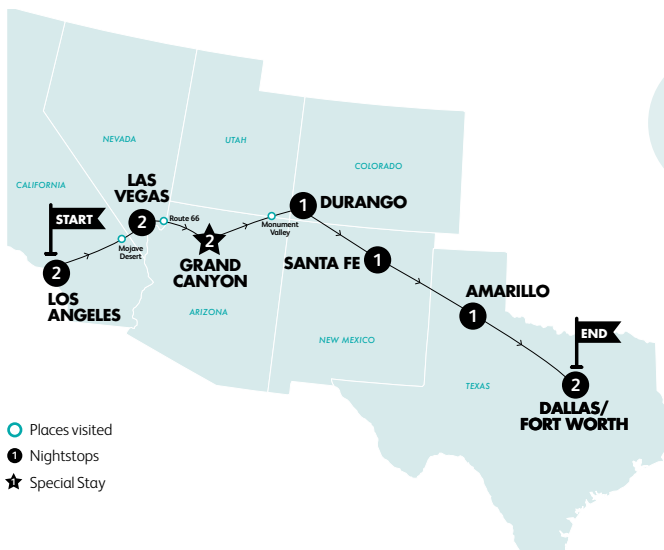 NEVADA
UTAH
COLORADO
CALIFORNIA
LAS
VEGAS
START
2
Route 66
2
Mojave
Desert
2
LOS
ANGELES
GRAND
CANYON
ARIZONA
Monument
Valley
1
DURANGO
SANTA FE
1
NEW MEXICO
AMARILLO
1
TEXAS
END
2
DALLAS/
FORT WORTH
Places visited
1 Nightstops
1 Special Stay